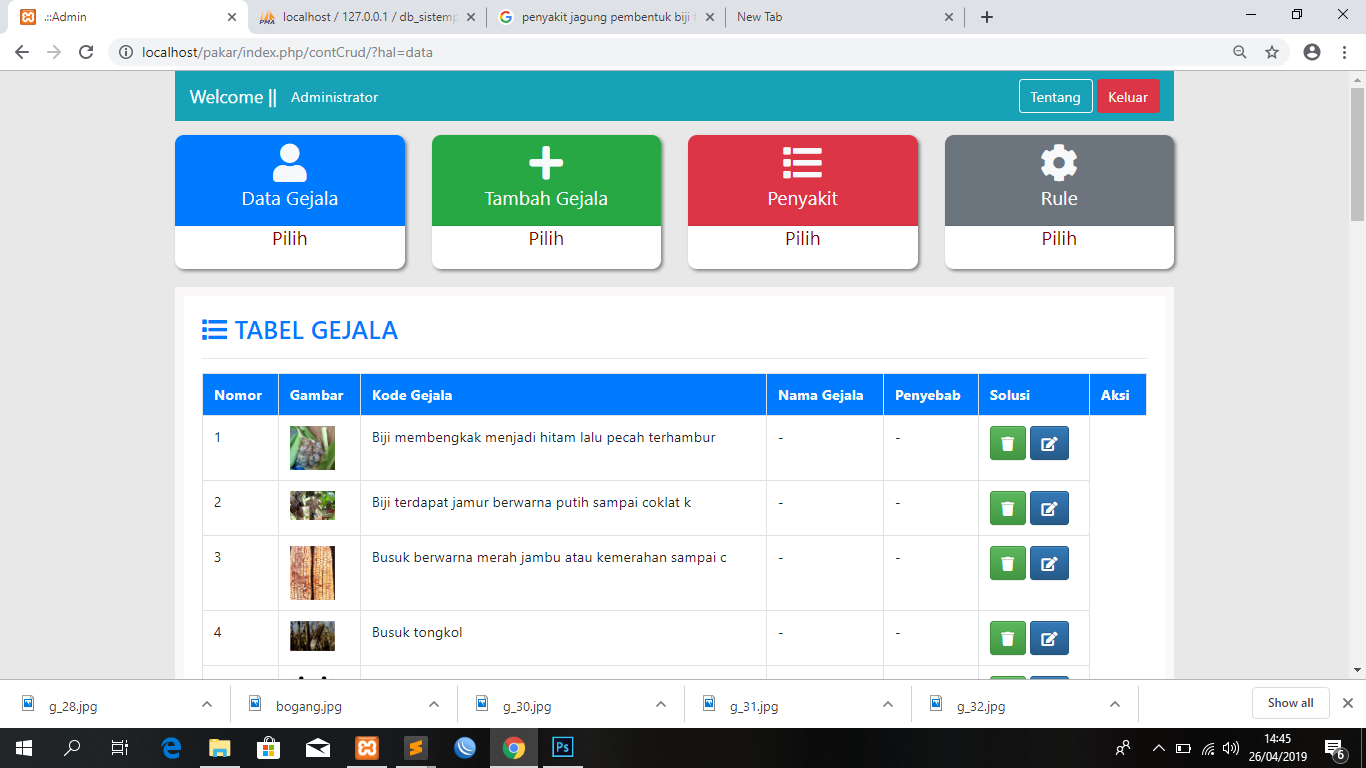 .::Admin
localhost / 127.0.0.1 / db_sistemp
penyakit jagung pembentuk biji
New Tab
localhost/pakar/index.php/contCrud/?hal=data
Welcome || Administrator
Tentang
Keluar
Data Gejala
Pilih
Tambah Gejala
Pilih
Penyakit
Pilih
Rule
Pilih
TABEL GEJALA
Nomor Gambar Kode Gejala Nama Gejala Penyebab Solusi Aksi
1 Biji membengkak menjadi hitam lalu pecah terhambur - -
2 Biji terdapat jamur berwarna putih sampai coklat k - -
3 Busuk berwarna merah jambu atau kemerahan sampai c - -
4 Busuk tongkol - -
g_28.jpg
bogang.jpg
g_30.jpg
g_31.jpg
g_32.jpg
Show all
Ps
14:45
26/04/2019
6